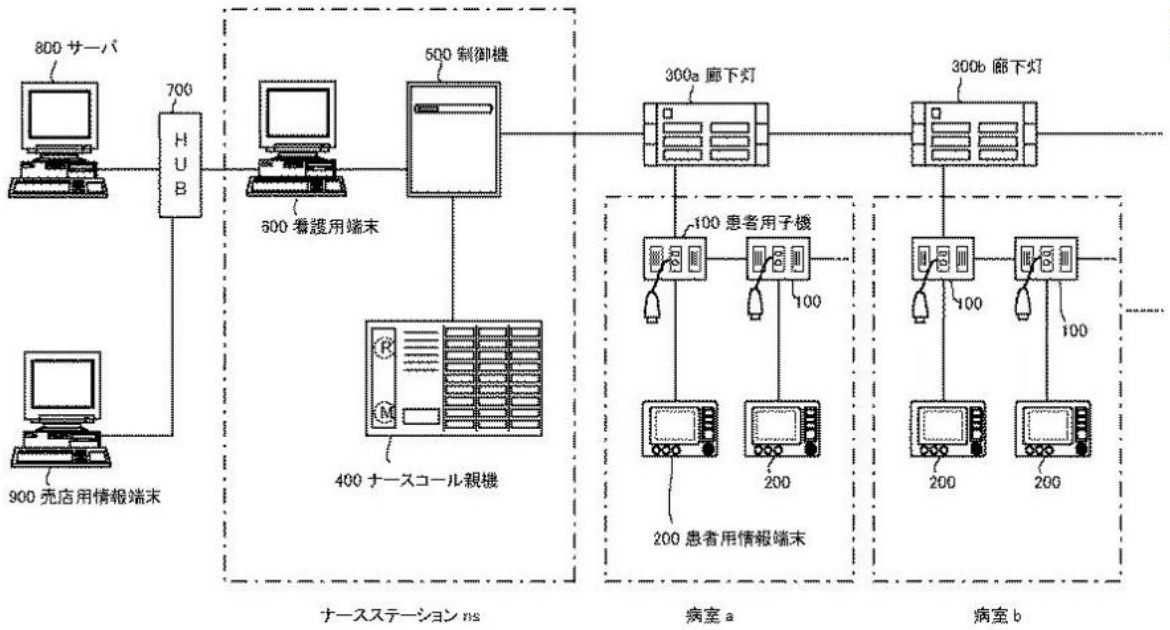 800 サーバ
700
HUB
600 看護用端末
500 制御機
400 ナースコール親機
R
M
900 売店用情報端末
ナースステーション ns
300a 廊下灯
300b 廊下灯
100 患者用子機
100
100
100
200
200
200
200 患者用情報端末
病室 a
病室 b